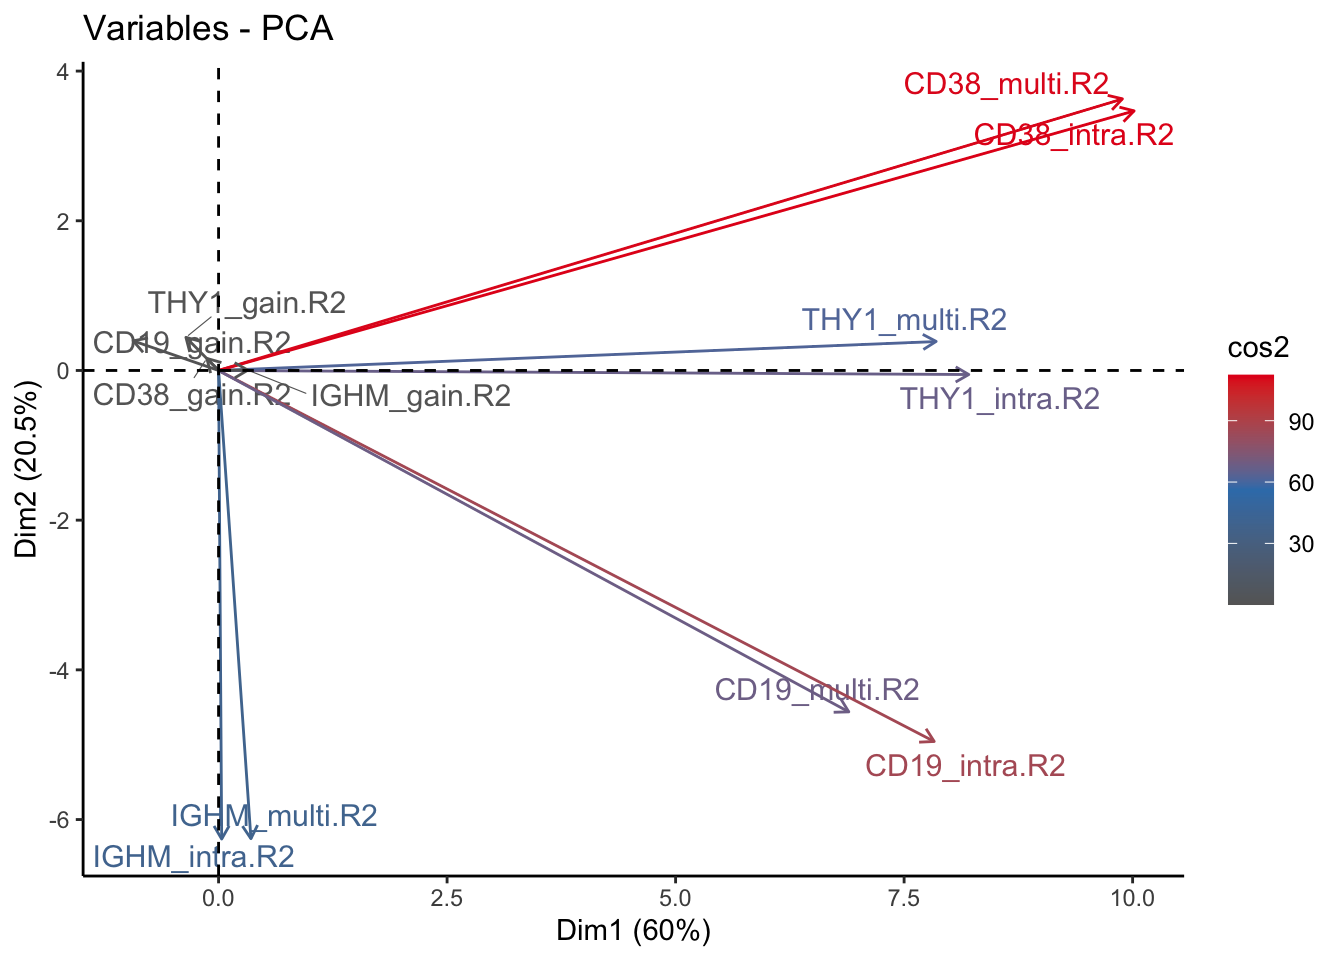 Variables - PCA
4
CD38_multi.R2
CD38_intra.R2
2
THY1_gain.R2
THY1_multi.R2
CD19_gain.R2
cos2
0
CD38_gain.R2
IGHM_gain.R2
THY1_intra.R2
90
60
30
Dim2 (20.5%)
-2
-4
CD19_multi.R2
CD19_intra.R2
-6
IGHM_multi.R2
IGHM_intra.R2
0.0 2.5 5.0 7.5 10.0
Dim1 (60%)